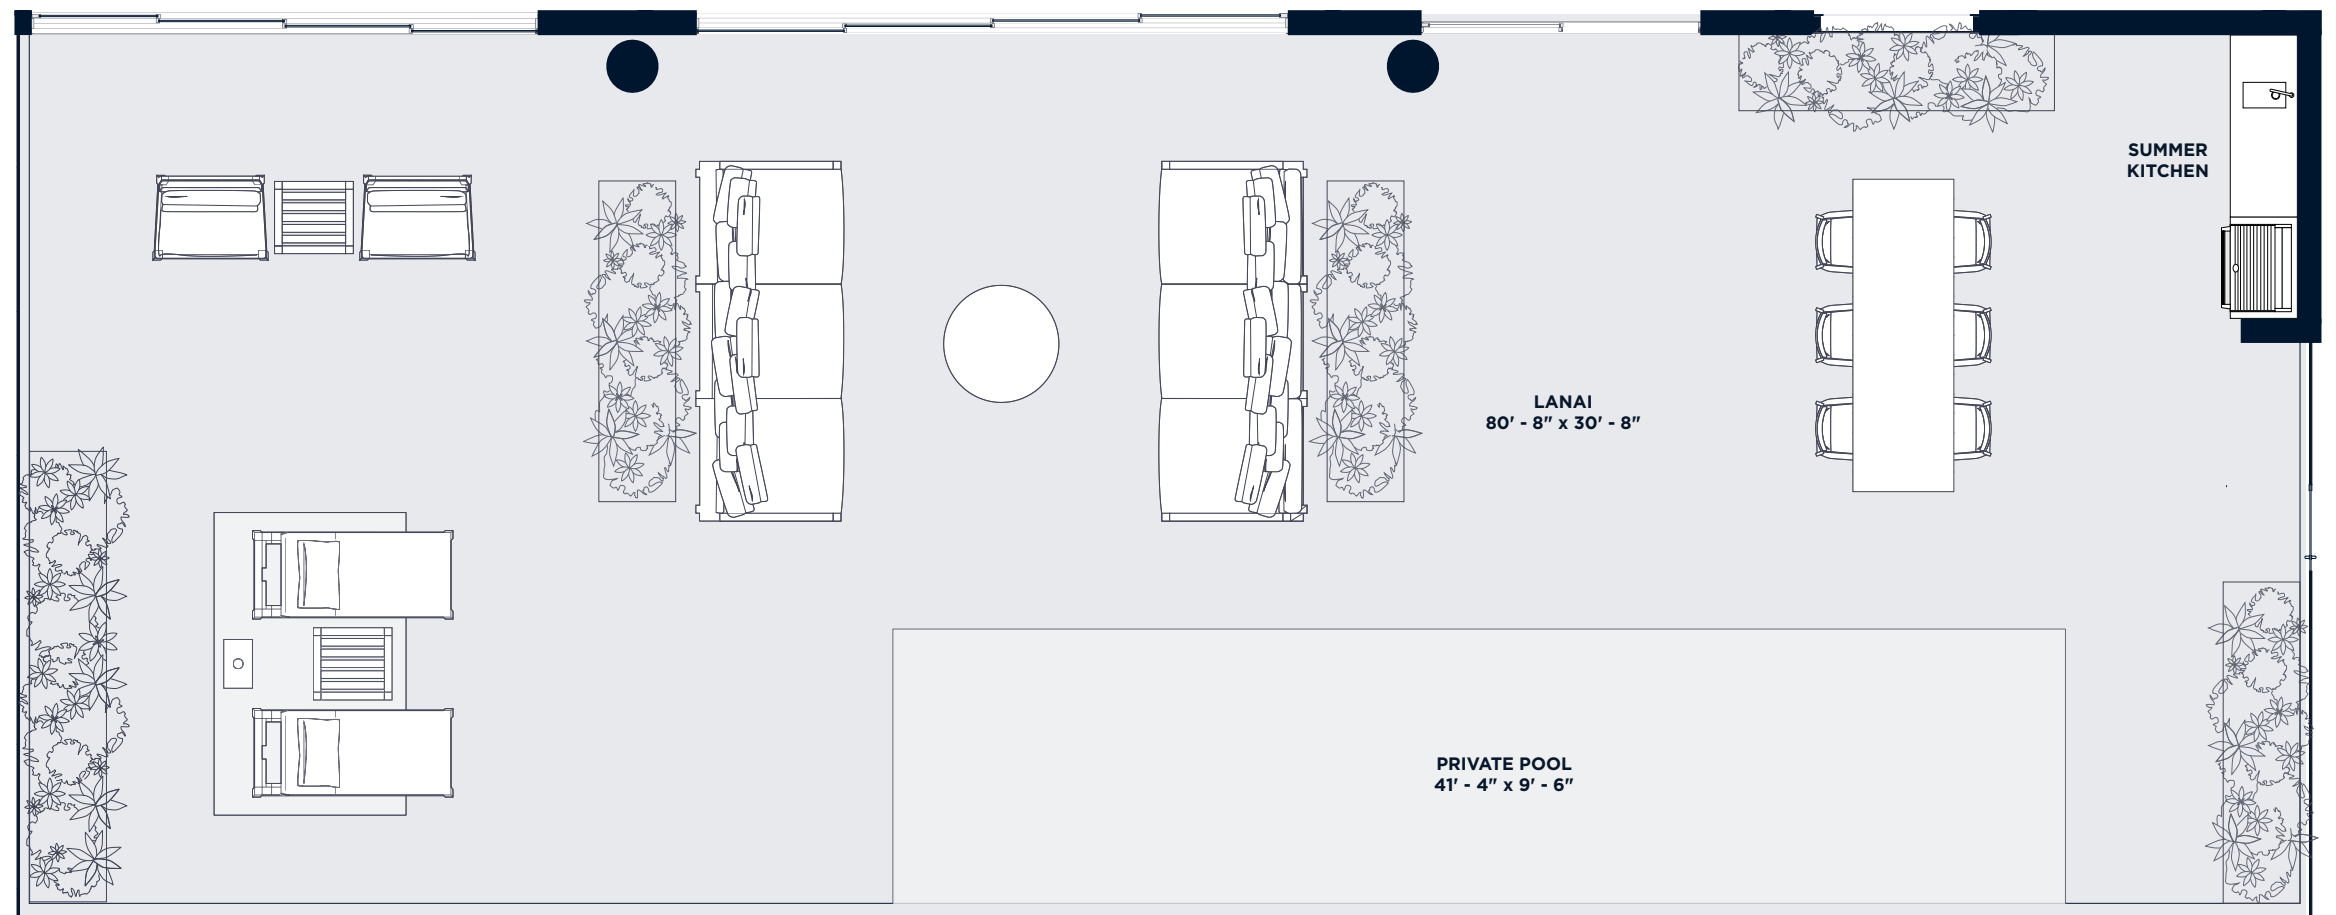 SUMMER
KITCHEN
LANAI
80' - 8" x 30' - 8"
PRIVATE POOL
41' - 4" x 9' - 6"